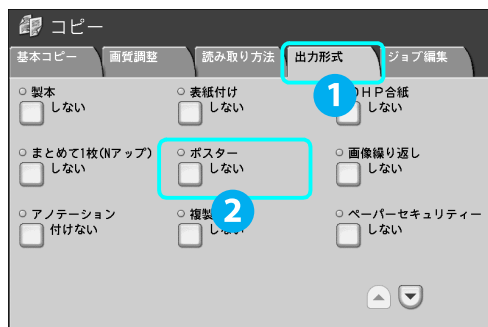 コピー
基本コピー 画質調整 読み取り方法 出力形式 ジョブ編集
製本 表紙付け HP合紙
しない しない しない
まとめて1枚(Nアップ) ポスター 画像繰り返し
しない しない しない
アノテーション 複製 ペーパーセキュリティー
付けない しない しない
1
2